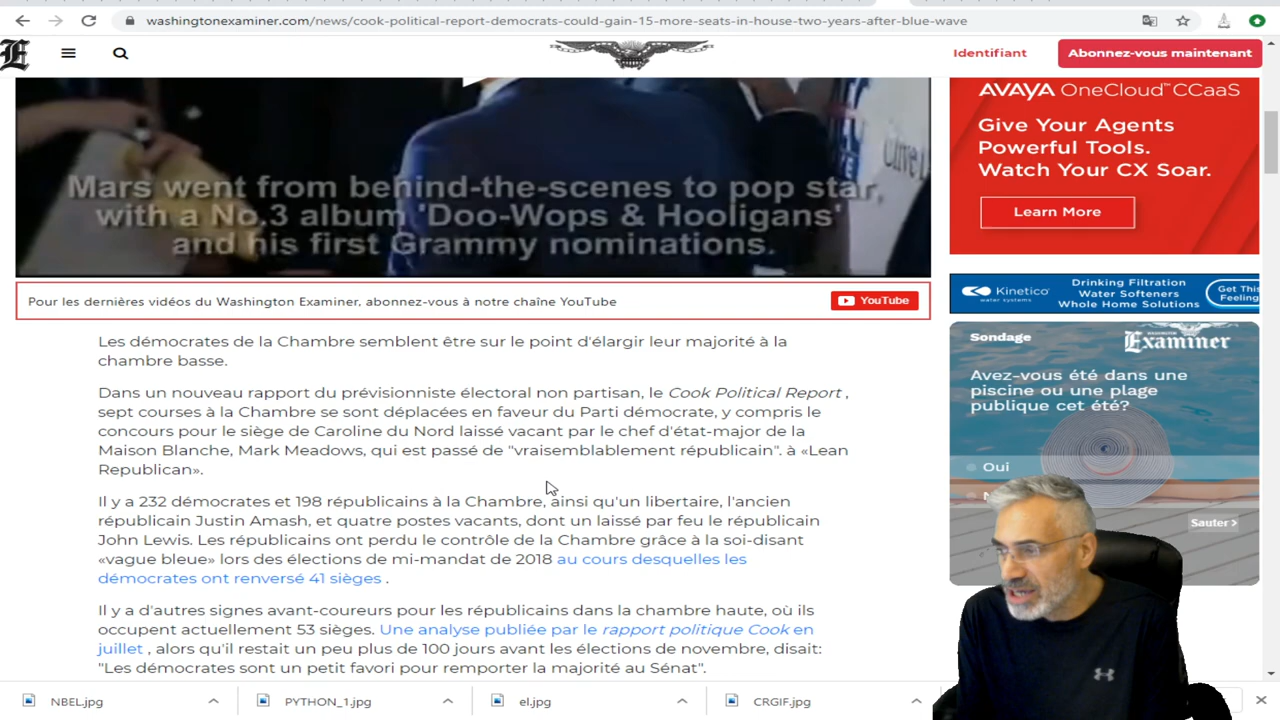 washingtonexaminer.com/news/cook-political-report-democrats-could-gain-15-more-seats-in-house-two-years-after-blue-wave
E
Identifiant
Abonnez-vous maintenant
Mars went from behind-the-scenes to pop star,
with a No.3 album 'Doo-Wops & Hooligans'
and his first Grammy nominations.
AVAYA OneCloud™CCaaS
Give Your Agents
Powerful Tools.
Watch Your CX Soar.
Learn More
Pour les dernières vidéos du Washington Examiner, abonnez-vous à notre chaîne YouTube
YouTube
Kinetico
water systems
Drinking Filtration
Water Softeners
Whole Home Solutions
Get This
Feeling
Sondage
WASHINGTON
Examiner
Avez-vous été dans une
piscine ou une plage
publique cet été?
Oui
Sauter >
Les démocrates de la Chambre semblent être sur le point d'élargir leur majorité à la
chambre basse.
Dans un nouveau rapport du prévisionniste électoral non partisan, le Cook Political Report ,
sept courses à la Chambre se sont déplacées en faveur du Parti démocrate, y compris le
concours pour le siège de Caroline du Nord laissé vacant par le chef d'état-major de la
Maison Blanche, Mark Meadows, qui est passé de "vraisemblablement républicain". à «Lean
Republican».
Il y a 232 démocrates et 198 républicains à la Chambre, ainsi qu'un libertaire, l'ancien
républicain Justin Amash, et quatre postes vacants, dont un laissé par feu le républicain
John Lewis. Les républicains ont perdu le contrôle de la Chambre grâce à la soi-disant
«vague bleue» lors des élections de mi-mandat de 2018 au cours desquelles les
démocrates ont renversé 41 sièges .
Il y a d'autres signes avant-coureurs pour les républicains dans la chambre haute, où ils
occupent actuellement 53 sièges. Une analyse publiée par le rapport politique Cook en
juillet , alors qu'il restait un peu plus de 100 jours avant les élections de novembre, disait:
"Les démocrates sont un petit favori pour remporter la majorité au Sénat".
NBEL.jpg
PYTHON_1.jpg
el.jpg
CRGIF.jpg